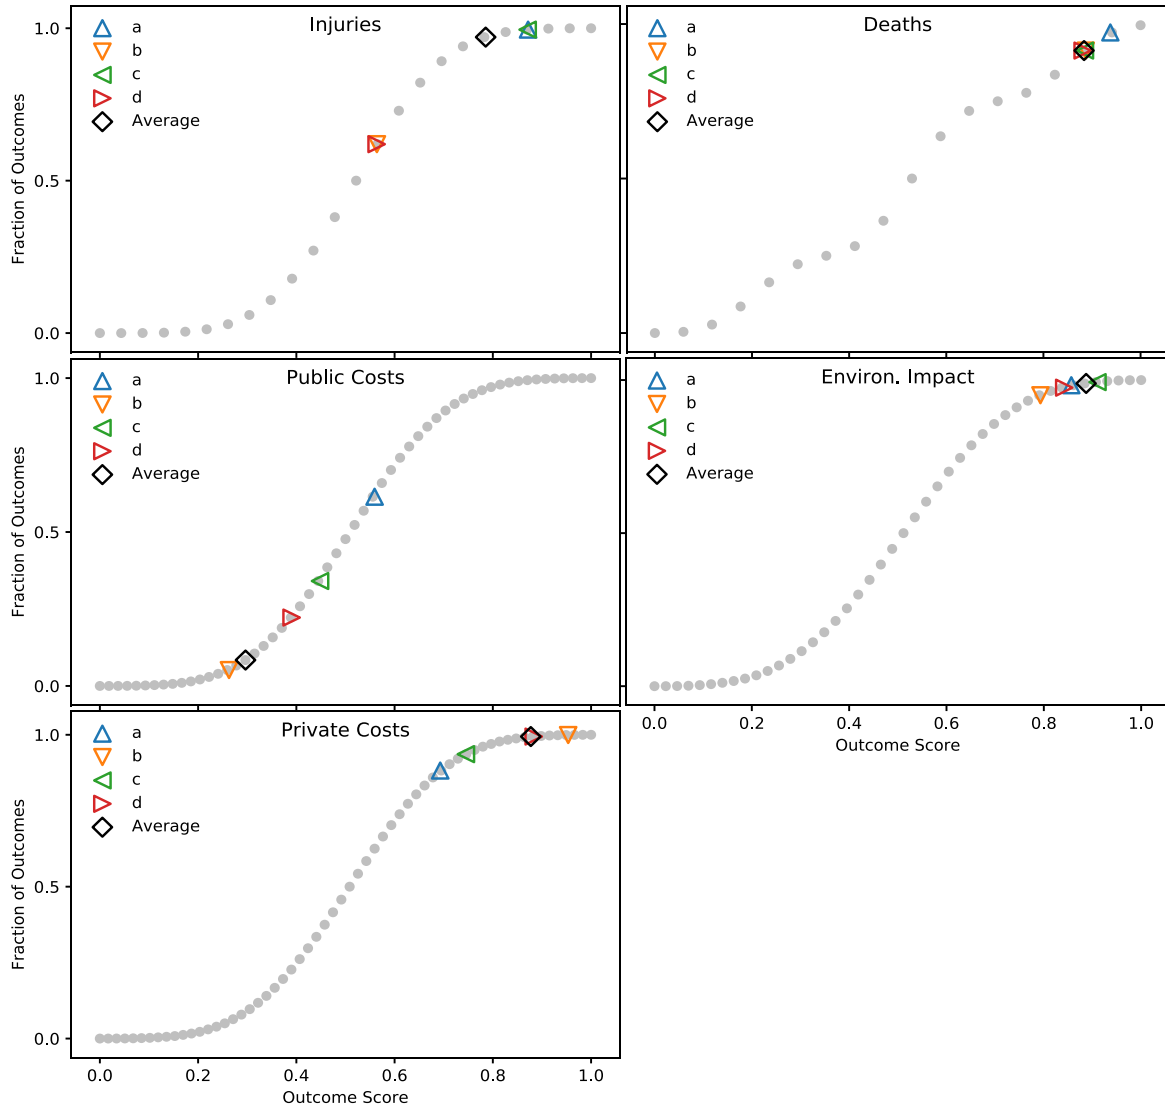 Injuries
a
b
c
d
Average
1.0
0.5
0.0
Fraction of Outcomes
Deaths
a
b
c
d
Average
Public Costs
a
b
c
d
Average
1.0
0.5
0.0
Fraction of Outcomes
Environ. Impact
a
b
c
d
Average
0.0 0.2 0.4 0.6 0.8 1.0
Outcome Score
Private Costs
a
b
c
d
Average
1.0
0.5
0.0
Fraction of Outcomes
0.0 0.2 0.4 0.6 0.8 1.0
Outcome Score